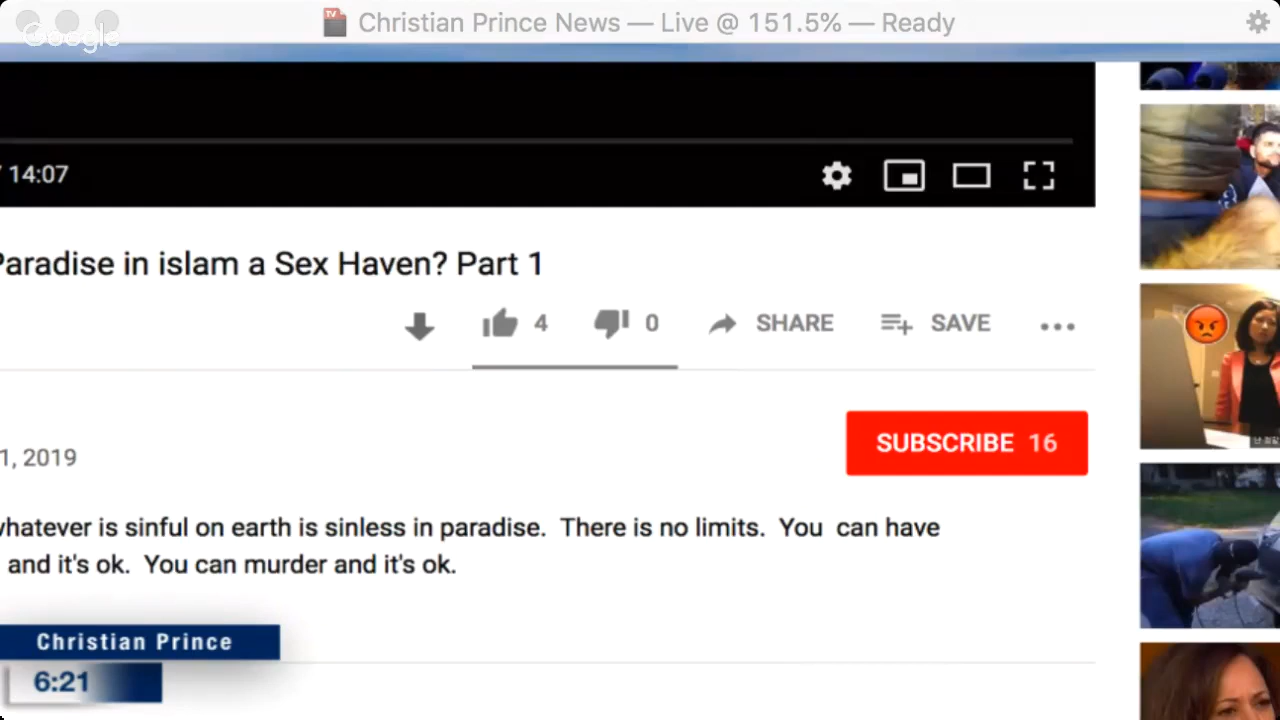 Google
TV
Christian Prince News — Live @ 151.5% — Ready
14:07
Paradise in islam a Sex Haven? Part 1
4
0
SHARE
SAVE
SUBSCRIBE 16
1, 2019
whatever is sinful on earth is sinless in paradise. There is no limits. You can have
and it's ok. You can murder and it's ok.
Christian Prince
6:21